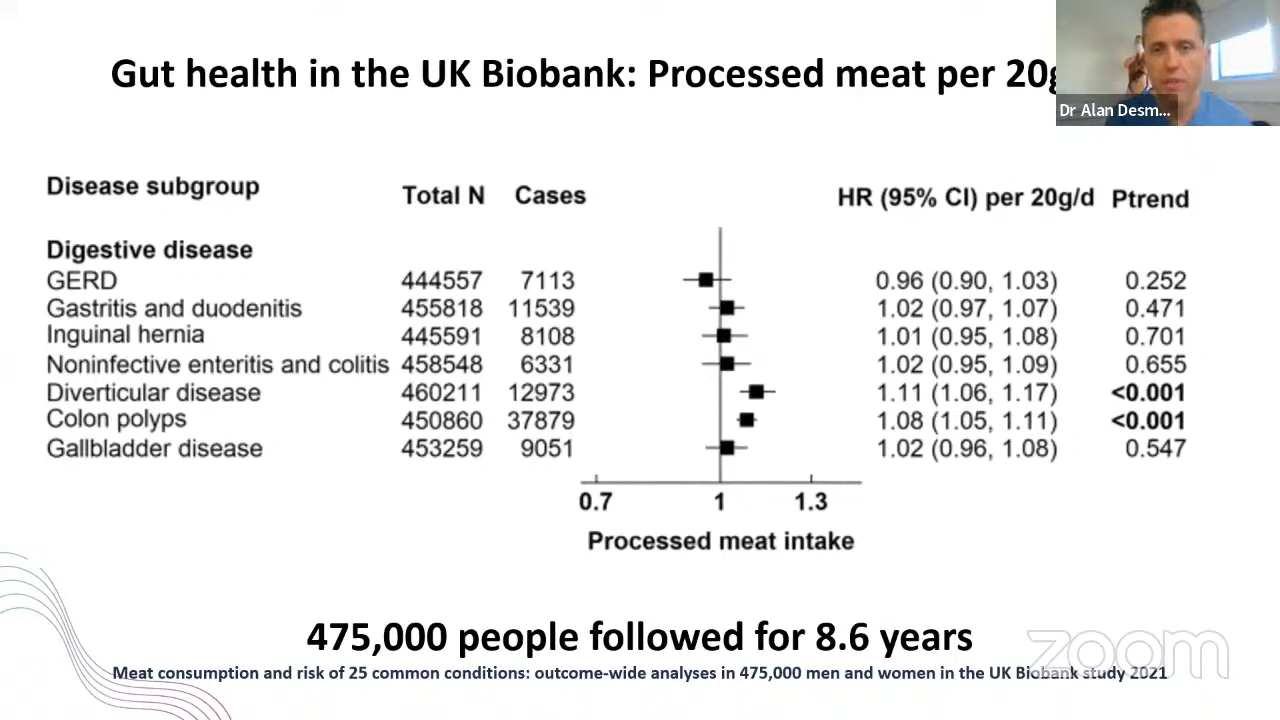 Gut health in the UK Biobank: Processed meat per 20g
Dr Alan Desm...
Disease subgroup Total N Cases HR (95% CI) per 20g/d Ptrend
Digestive disease
GERD 444557 7113 0.96 (0.90, 1.03) 0.252
Gastritis and duodenitis 455818 11539 1.02 (0.97, 1.07) 0.471
Inguinal hernia 445591 8108 1.01 (0.95, 1.08) 0.701
Noninfective enteritis and colitis 458548 6331 1.02 (0.95, 1.09) 0.655
Diverticular disease 460211 12973 1.11 (1.06, 1.17) <0.001
Colon polyps 450860 37879 1.08 (1.05, 1.11) <0.001
Gallbladder disease 453259 9051 1.02 (0.96, 1.08) 0.547
0.7 1 1.3
Processed meat intake
475,000 people followed for 8.6 years
zoom
Meat consumption and risk of 25 common conditions: outcome-wide analyses in 475,000 men and women in the UK Biobank study 2021